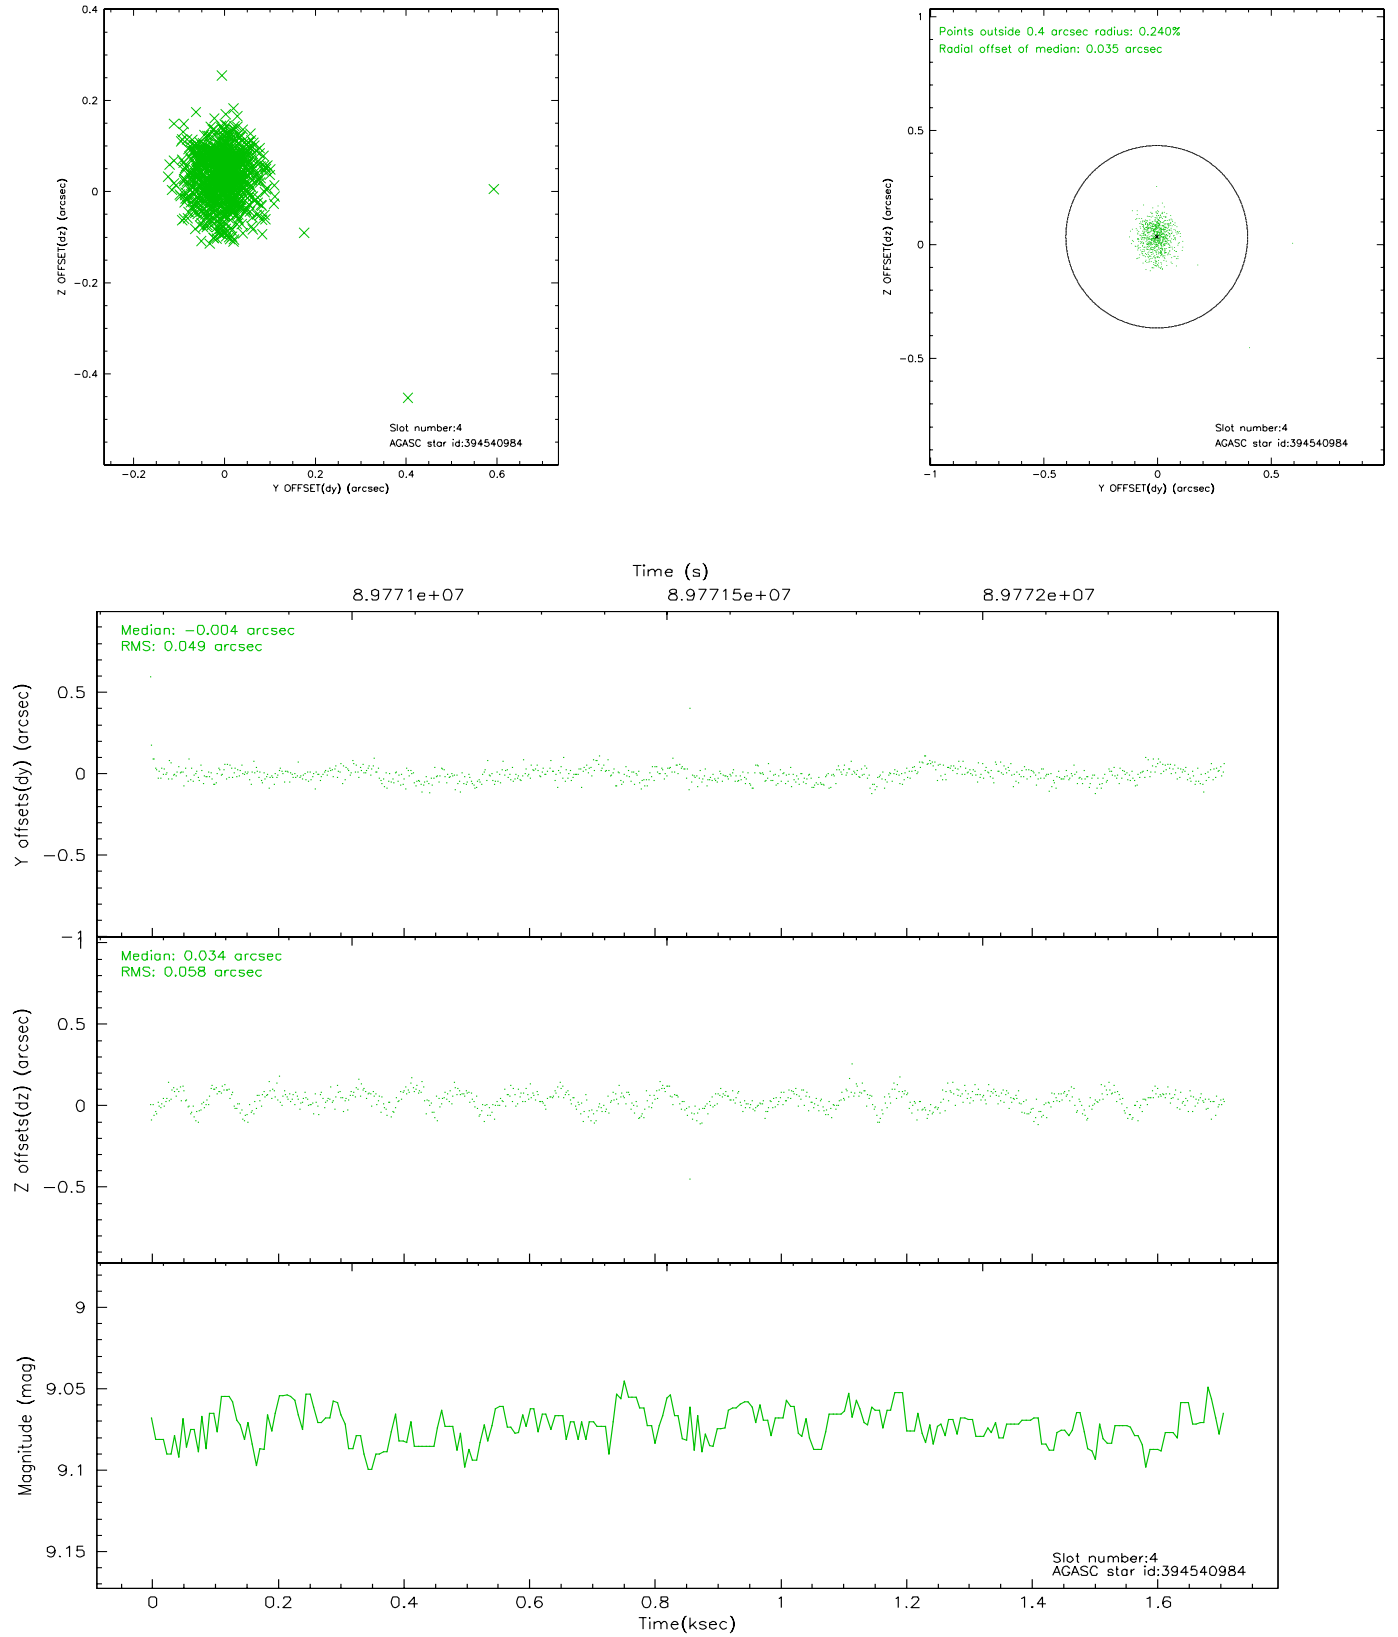 0.4
0.2
0
-0.2
-0.4
Z OFFSET(dz) (arcsec)
Slot number:4
AGASC star id:394540984
-0.2 0 0.2 0.4 0.6
Y OFFSET(dy) (arcsec)
Points outside 0.4 arcsec radius: 0.240%
Radial offset of median: 0.035 arcsec
1
0.5
0
-0.5
Z OFFSET(dz) (arcsec)
Slot number:4
AGASC star id:394540984
-1 -0.5 0 0.5
Y OFFSET(dy) (arcsec)
Time (s)
8.9771e+07 8.97715e+07 8.9772e+07
Median: -0.004 arcsec
RMS: 0.049 arcsec
0.5
0
-0.5
-1
Y offsets(dy) (arcsec)
Median: 0.034 arcsec
RMS: 0.058 arcsec
1
0.5
0
-0.5
Z offsets(dz) (arcsec)
9
9.05
9.1
9.15
Magnitude (mag)
Slot number:4
AGASC star id:394540984
0 0.2 0.4 0.6 0.8 1 1.2 1.4 1.6
Time(ksec)